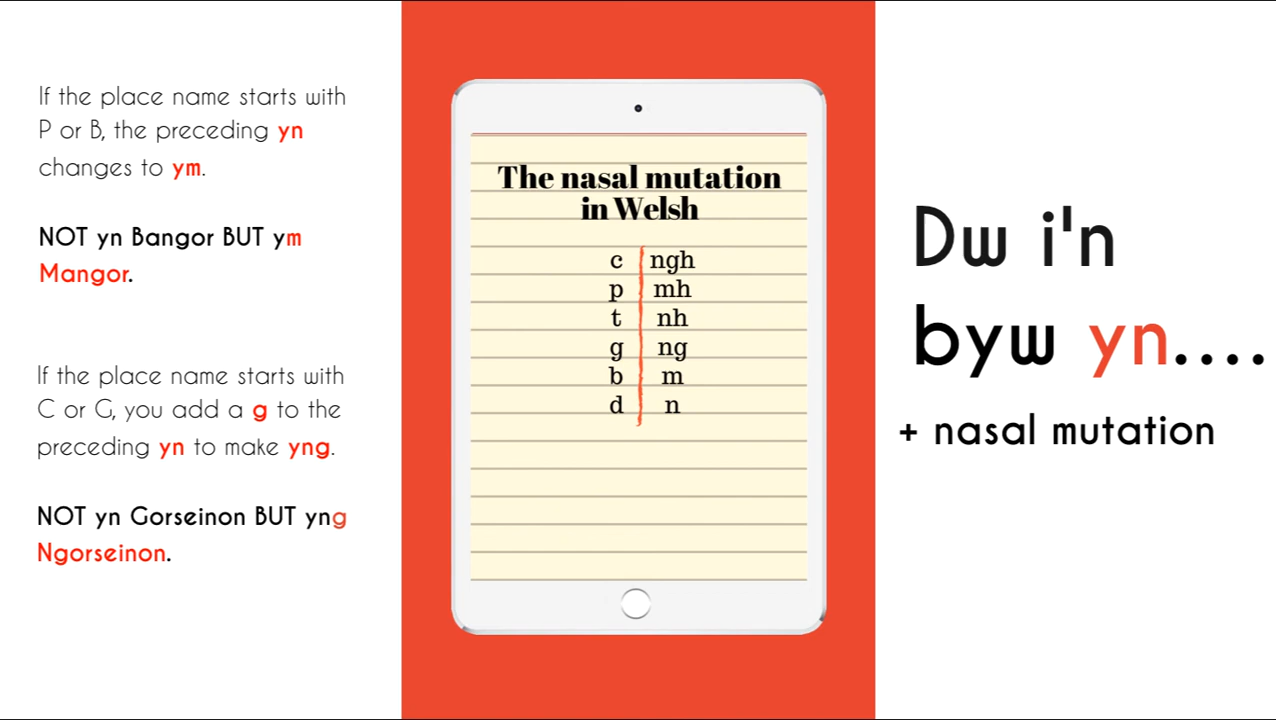 If the place name starts with
P or B, the preceding yn
changes to ym.
NOT yn Bangor BUT ym
Mangor.
If the place name starts with
C or G, you add a g to the
preceding yn to make yng.
NOT yn Gorseinon BUT yng
Ngorseinon.
The nasal mutation
in Welsh
c ngh
p mh
t nh
g ng
b m
d n
Dw i'n
byw yn....
+ nasal mutation